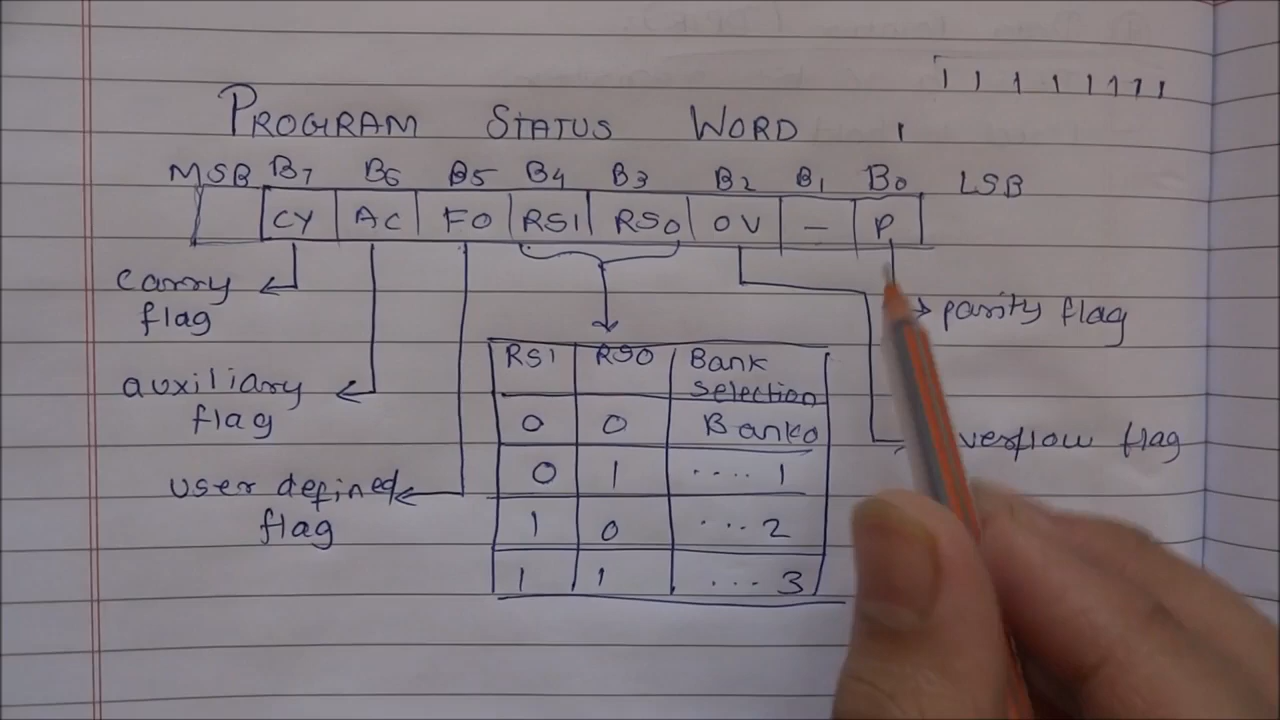 1 1 1 1 1 1 1 1
PROGRAM STATUS WORD 1
MSB B7 B6 B5 B4 B3 B2 B1 B0 LSB
CY AC F0 RS1 RS0 OV - P
carry flag
parity flag
auxiliary flag
verflow flag
user defined flag
RS1 RS0 Bank selection
0 0 Bank0
0 1 .... 1
1 0 ... 2
1 1 ... 3